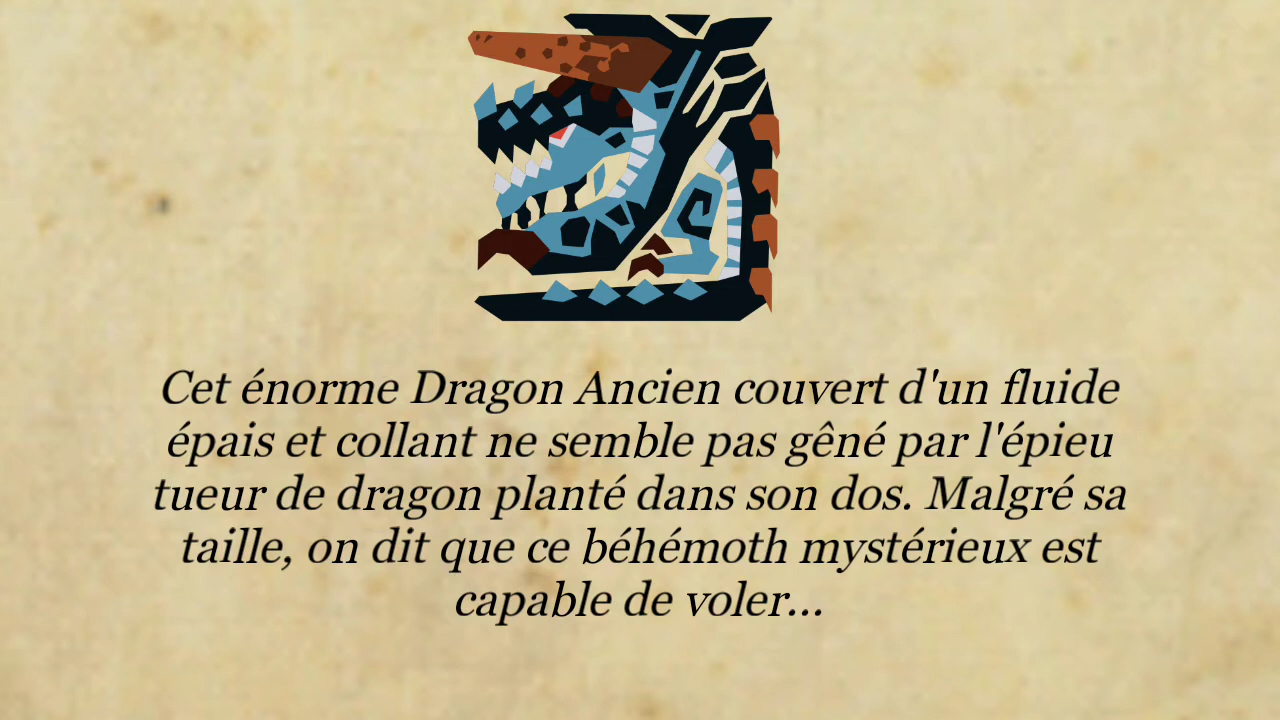 Cet énorme Dragon Ancien couvert d'un fluide
épais et collant ne semble pas gêné par l'épieu
tueur de dragon planté dans son dos. Malgré sa
taille, on dit que ce béhémoth mystérieux est
capable de voler...